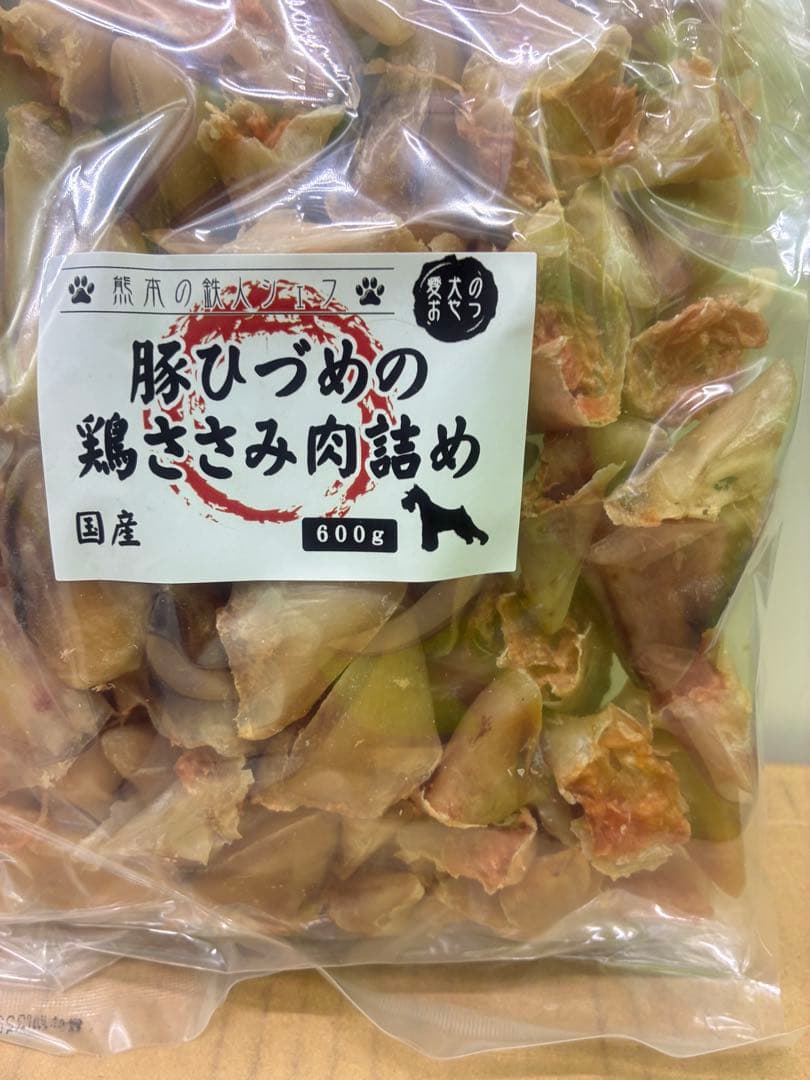 熊本の鉄人シェフ
愛犬の
おやつ
豚ひづめの
鶏ささみ肉詰め
国産
600g